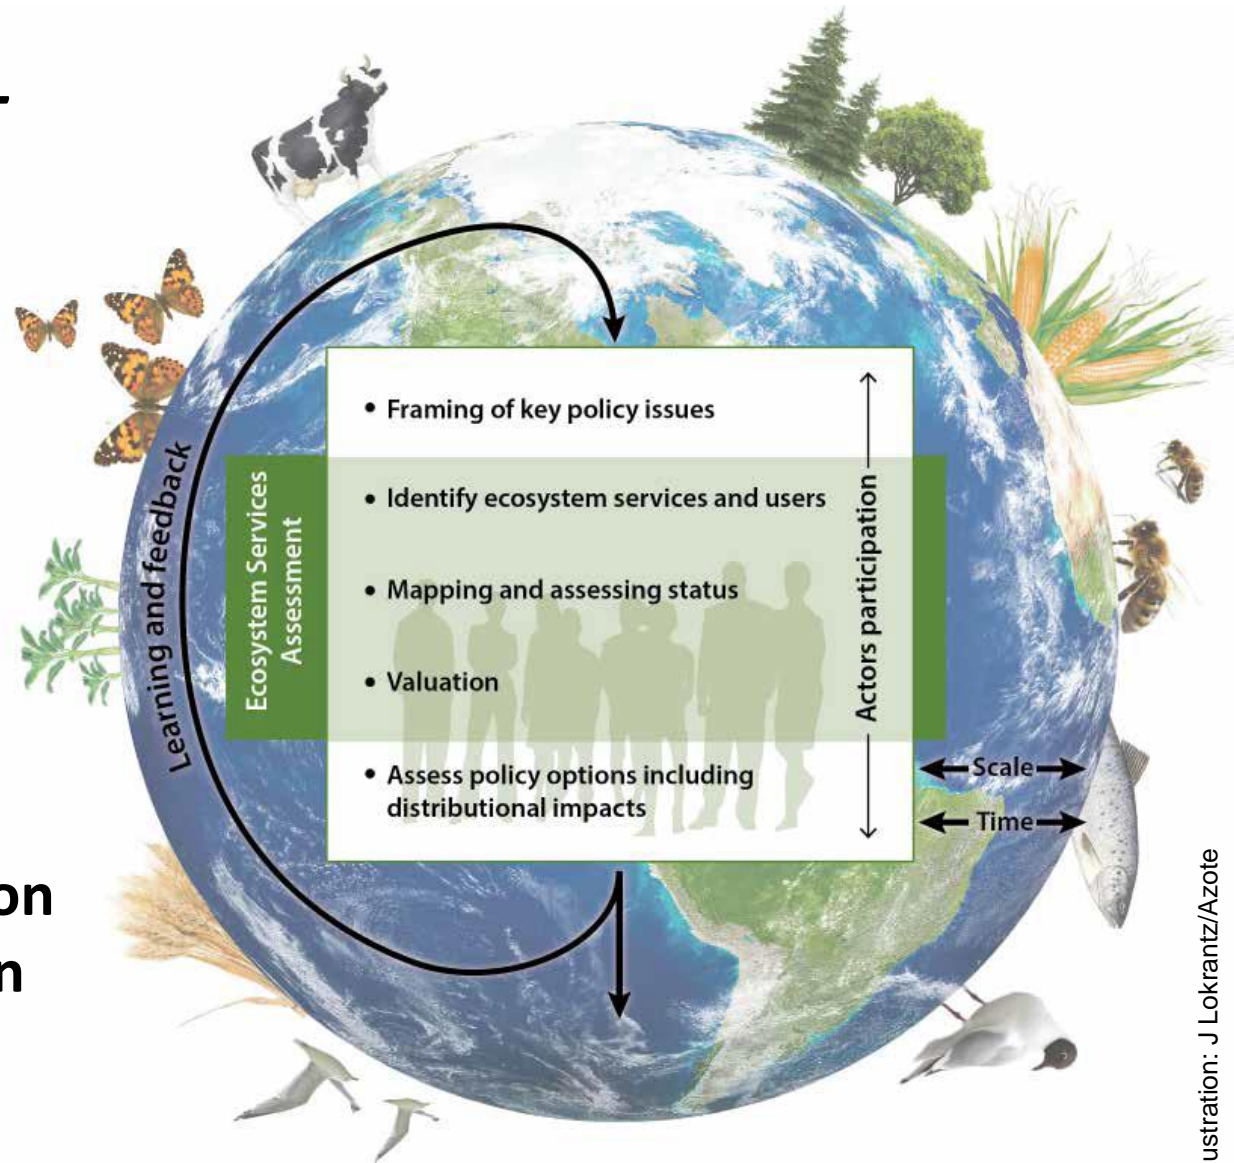 Learning and feedback
Ecosystem Services
Assessment
• Framing of key policy issues
• Identify ecosystem services and users
• Mapping and assessing status
• Valuation
• Assess policy options including
distributional impacts
Actors participation
Scale
Time
on
n
ustration: J Lokrantz/Azote